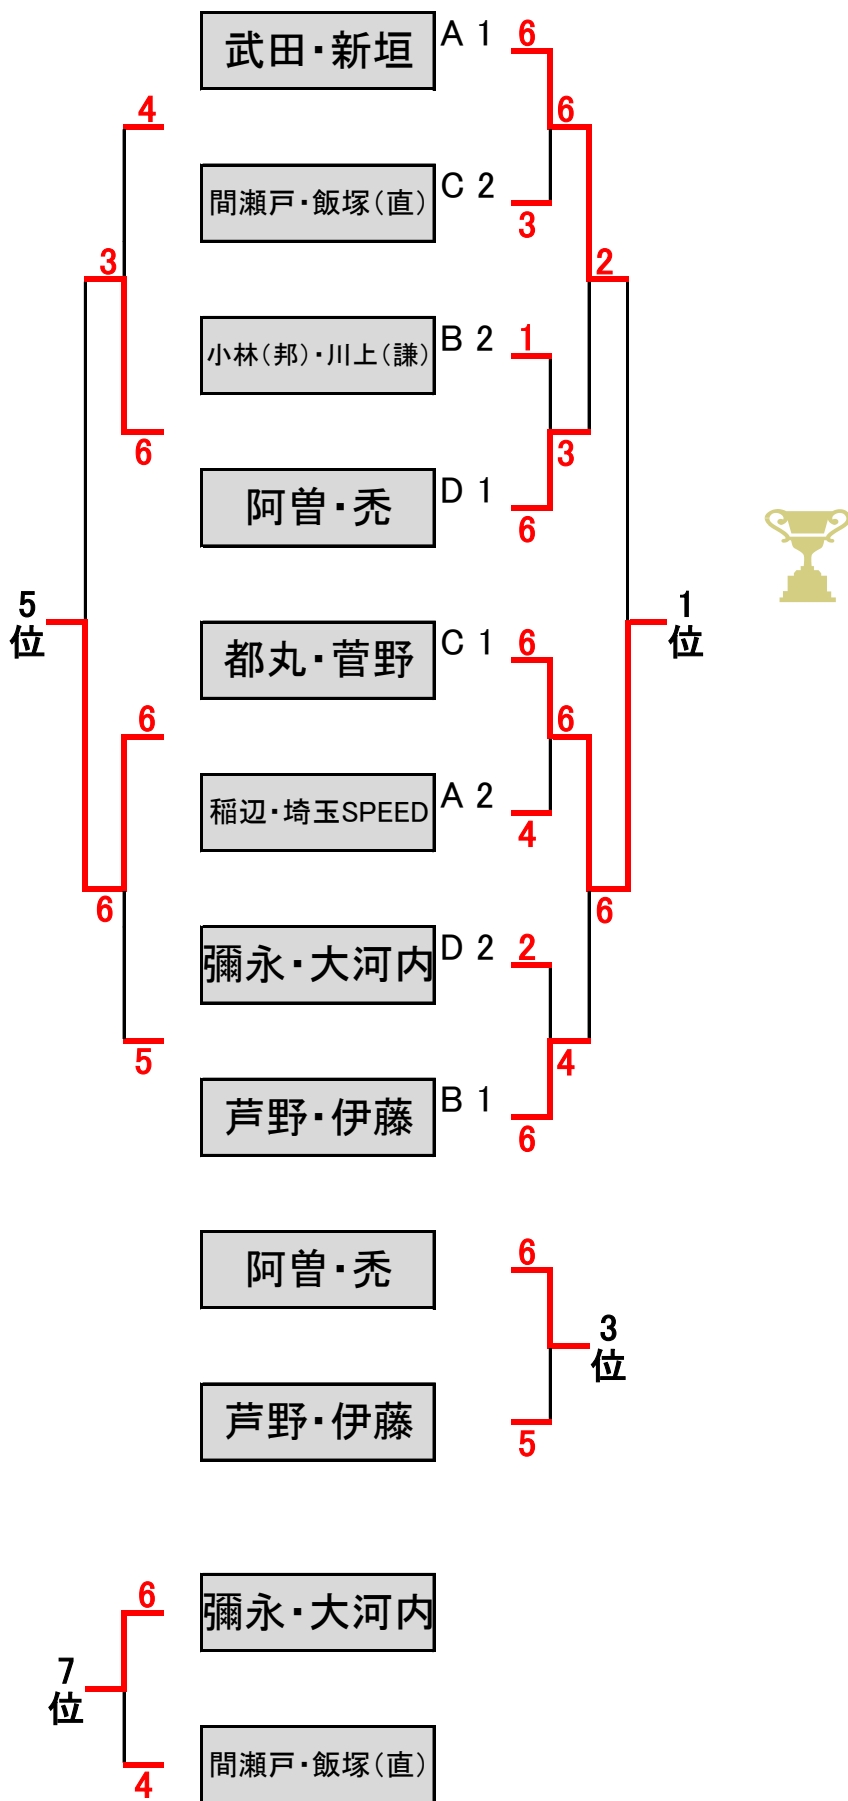 武田・新垣 A 1 6
4 6
間瀬戸・飯塚(直) C 2 3
3 2
小林(邦)・川上(謙) B 2 1
6 3
阿曽・禿 D 1 6
5位 1位
都丸・菅野 C 1 6
6 6
稲辺・埼玉SPEED A 2 4
6 6
彌永・大河内 D 2 2
5 4
芦野・伊藤 B 1 6
阿曽・禿 6
3位
芦野・伊藤 5
6 彌永・大河内
7位
4 間瀬戸・飯塚(直)